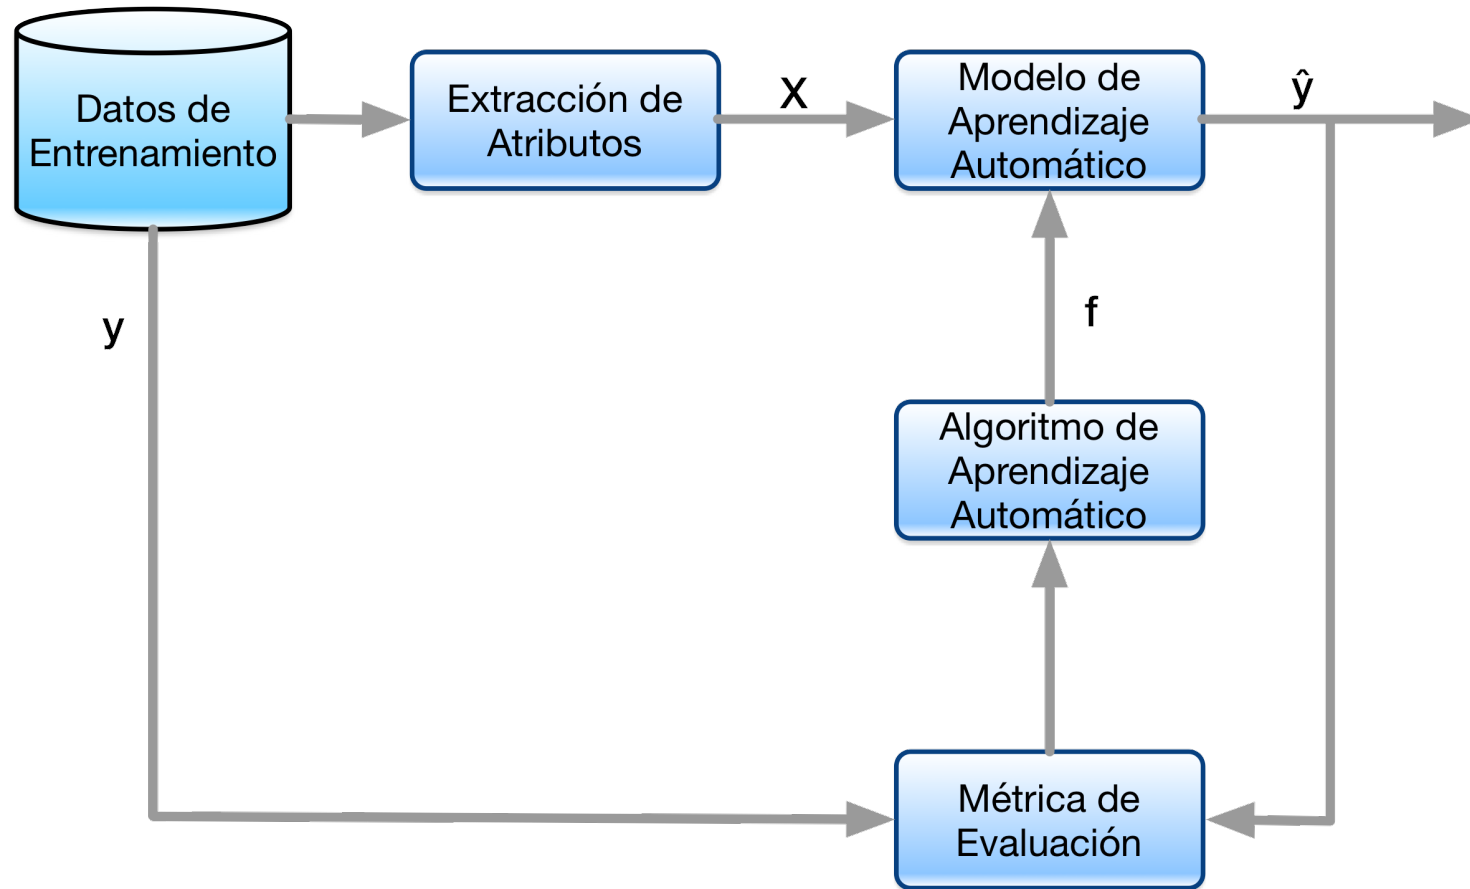 Datos de
Entrenamiento
Extracción de
Atributos
X
Modelo de
Aprendizaje
Automático
ŷ
y
f
Algoritmo de
Aprendizaje
Automático
Métrica de
Evaluación